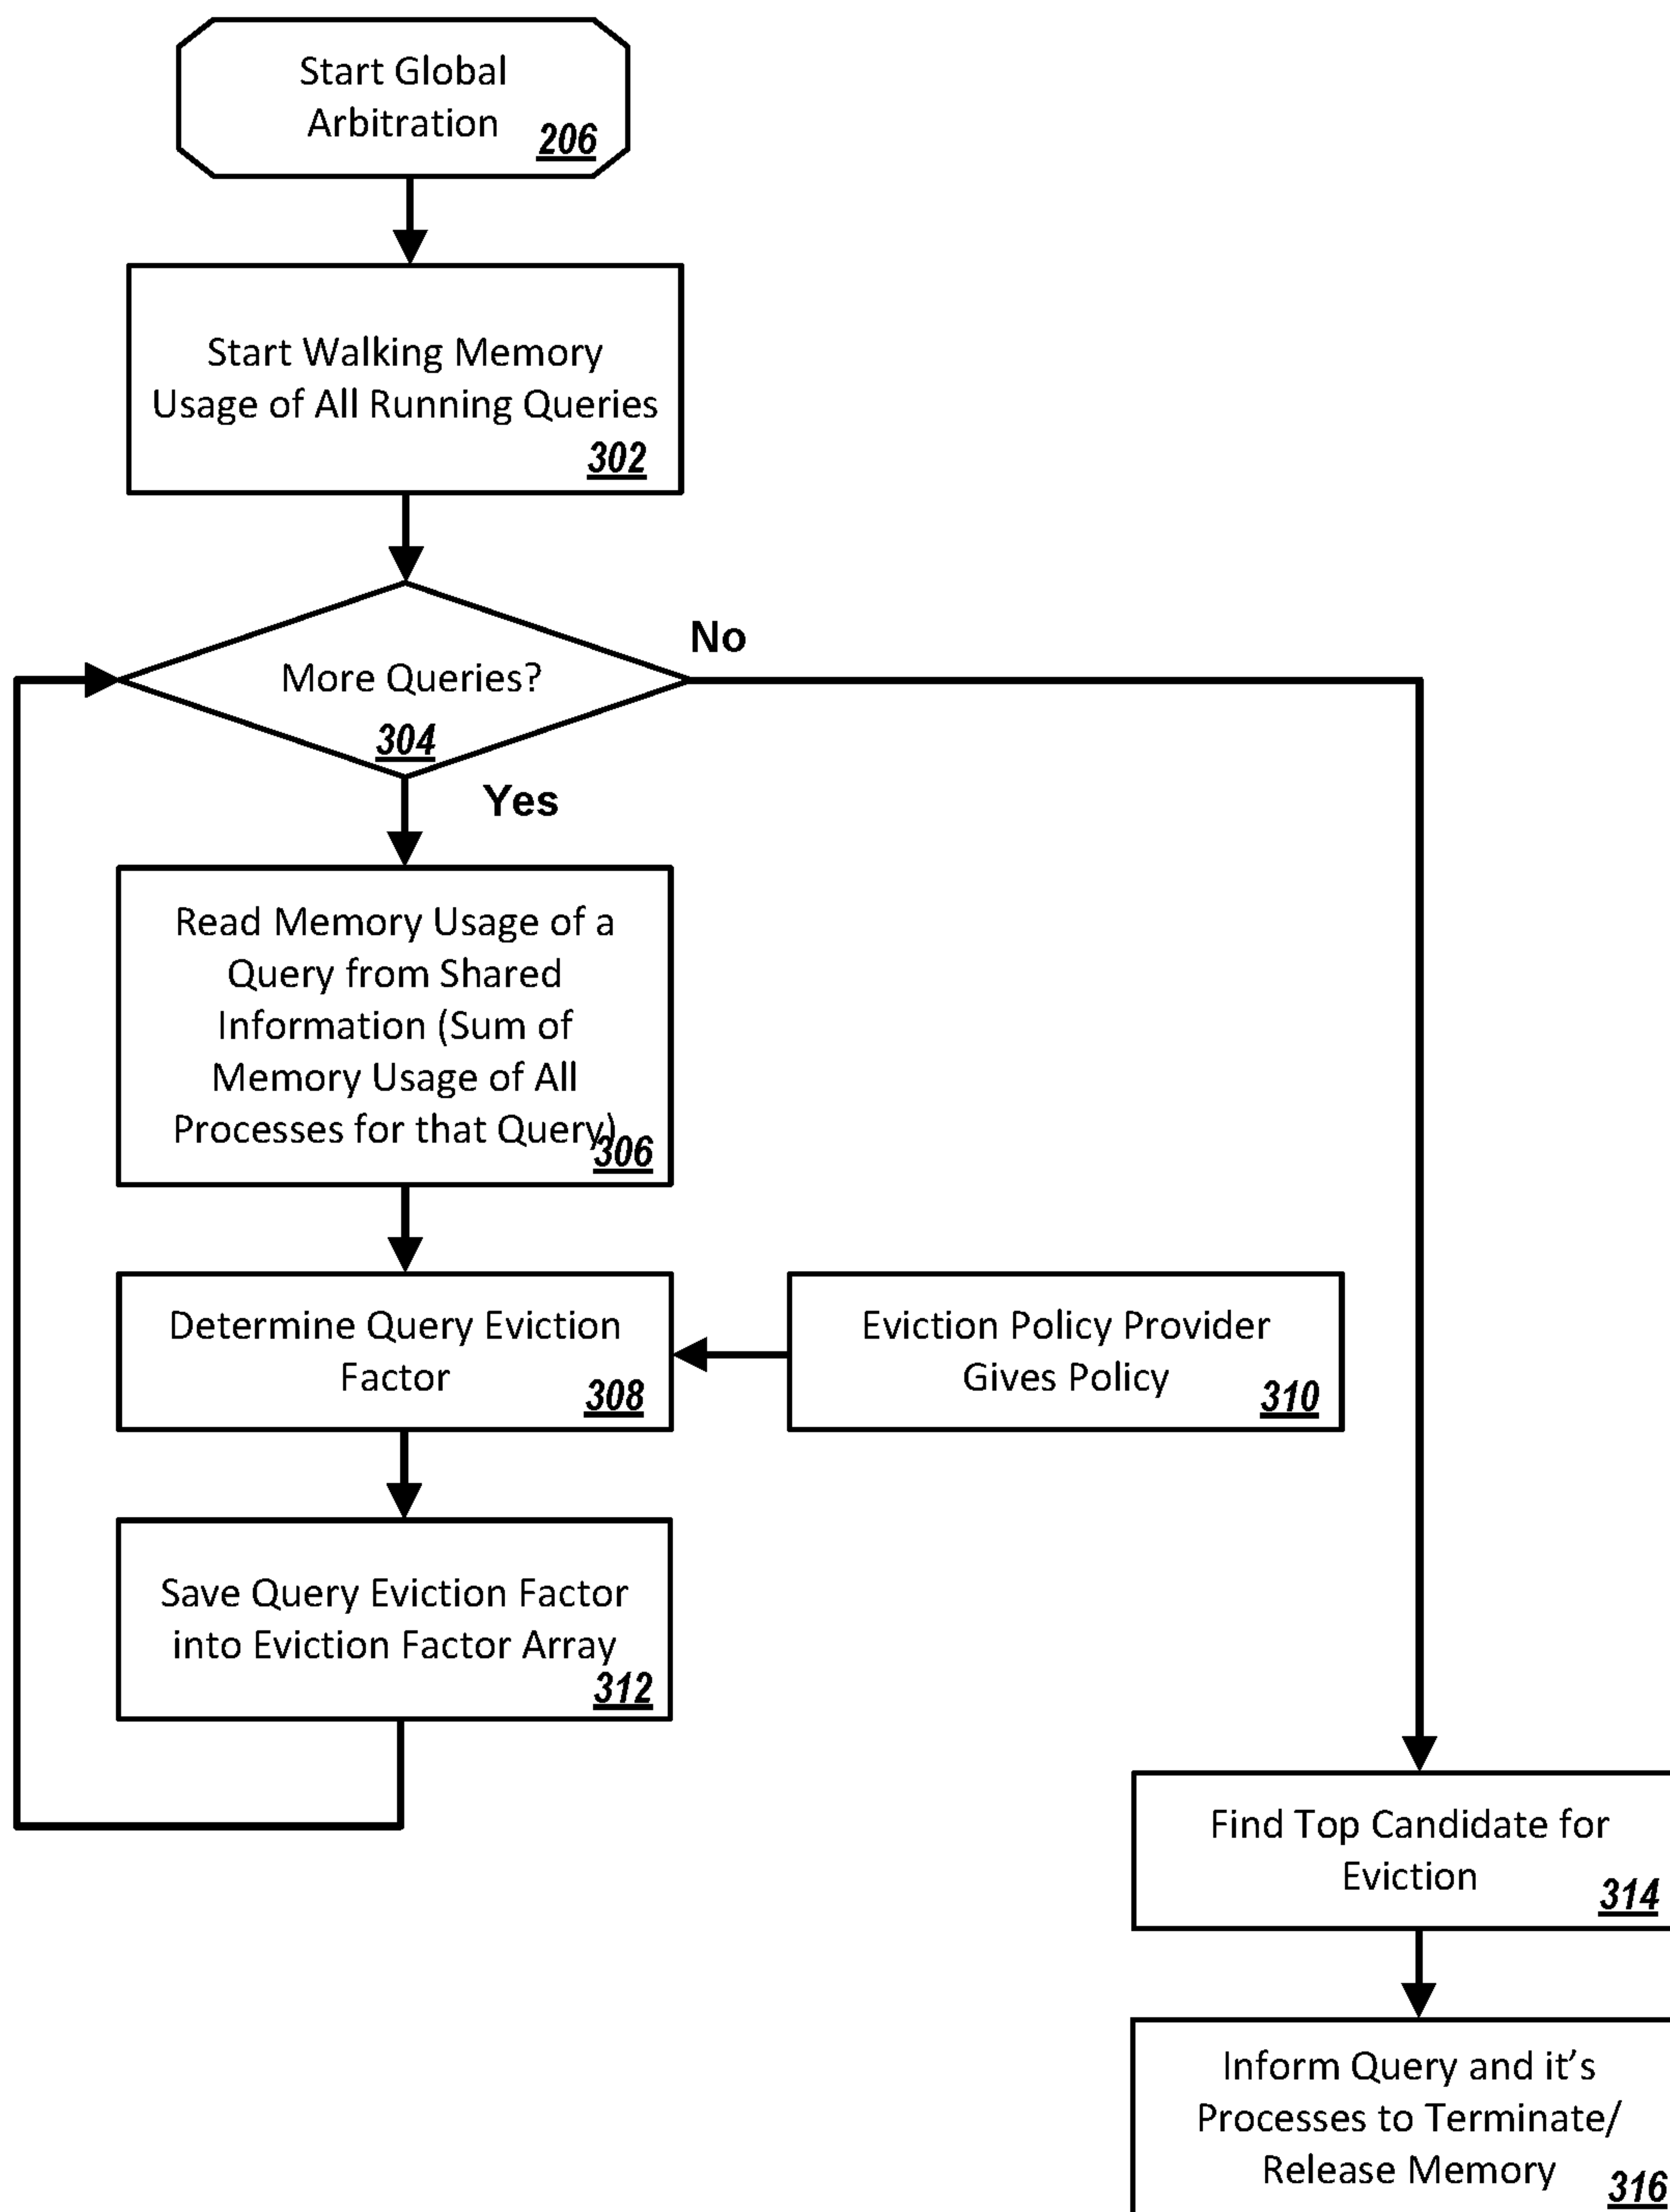 Start Global
Arbitration
206
Start Walking Memory
Usage of All Running Queries
302
More Queries?
304
No
Yes
Read Memory Usage of a
Query from Shared
Information (Sum of
Memory Usage of All
Processes for that Query)
306
Determine Query Eviction
Factor
308
Eviction Policy Provider
Gives Policy
310
Save Query Eviction Factor
into Eviction Factor Array
312
Find Top Candidate for
Eviction
314
Inform Query and it’s
Processes to Terminate/
Release Memory
316